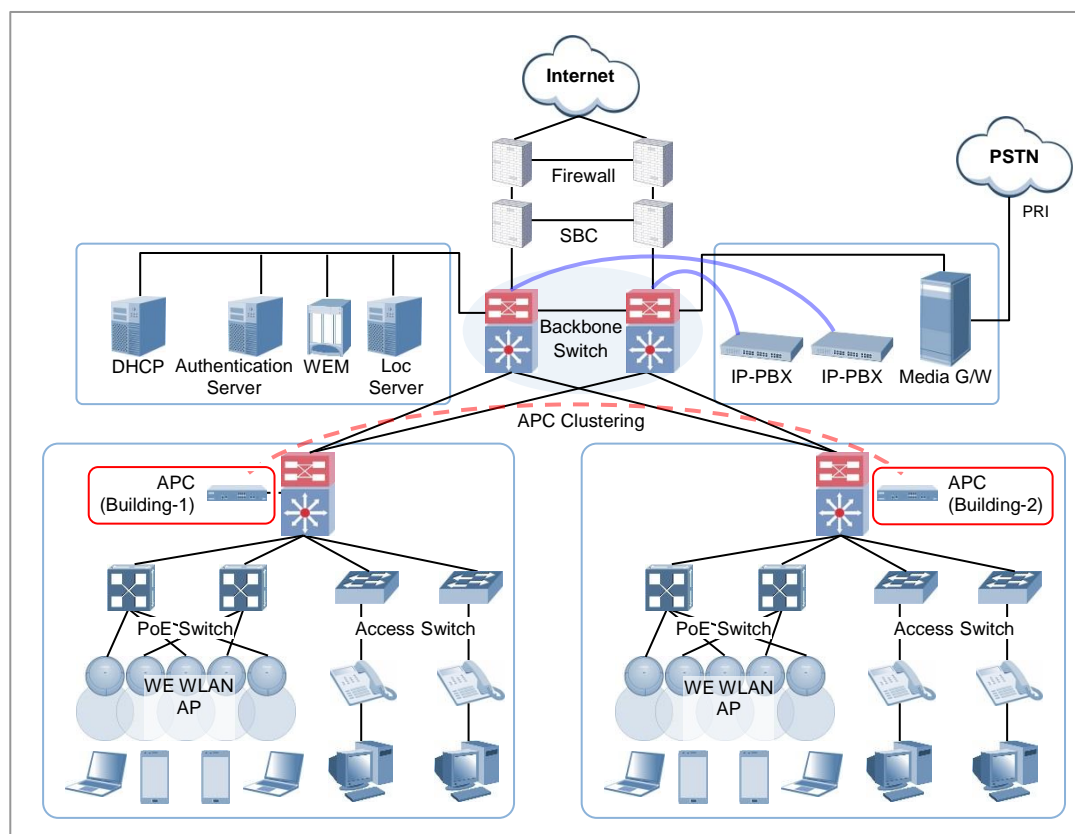 Internet
PSTN
Firewall
PRI
SBC
Backbone
Switch
DHCP
Authentication
Server
WEM
Loc
Server
IP-PBX
IP-PBX
Media G/W
APC Clustering
APC
(Building-1)
APC
(Building-2)
PoE Switch
Access Switch
PoE Switch
Access Switch
WE WLAN
AP
WE WLAN
AP